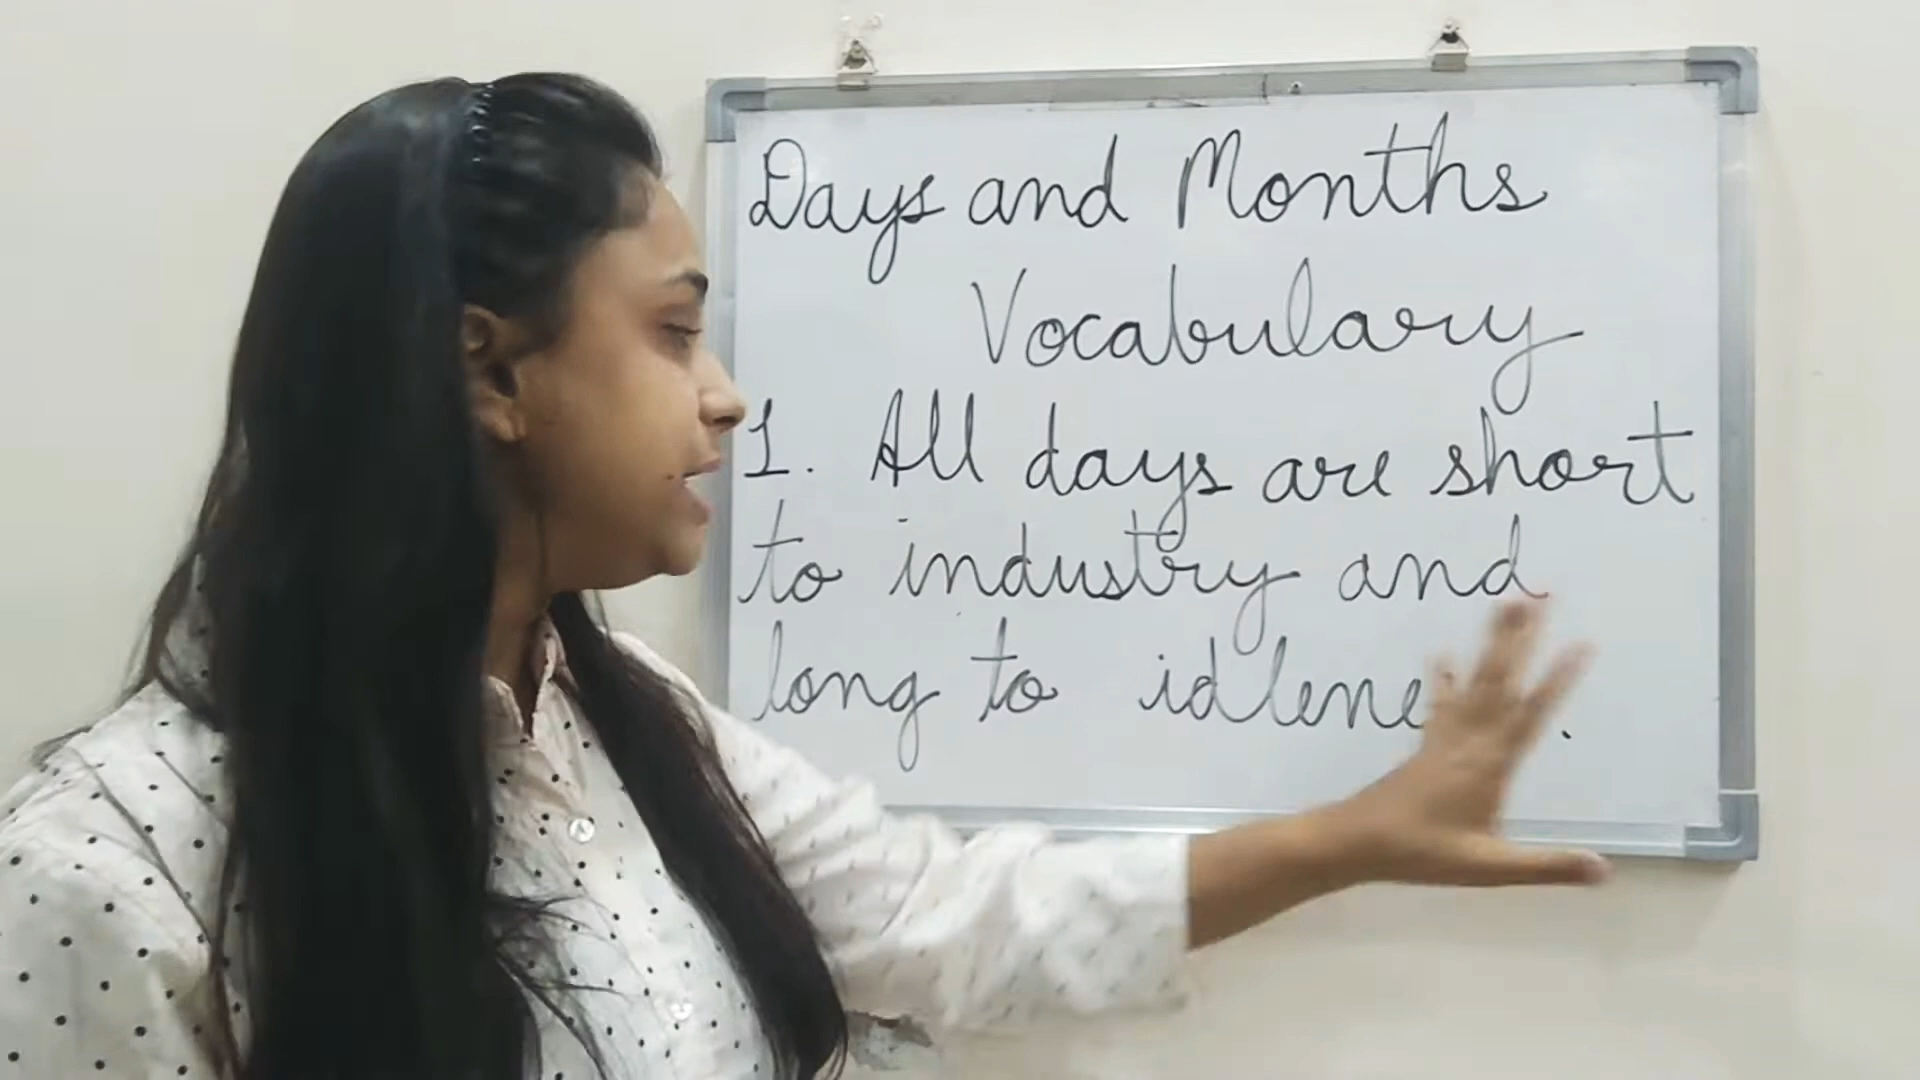 Days and Months
Vocabulary
1. All days are short
to industry and
long to